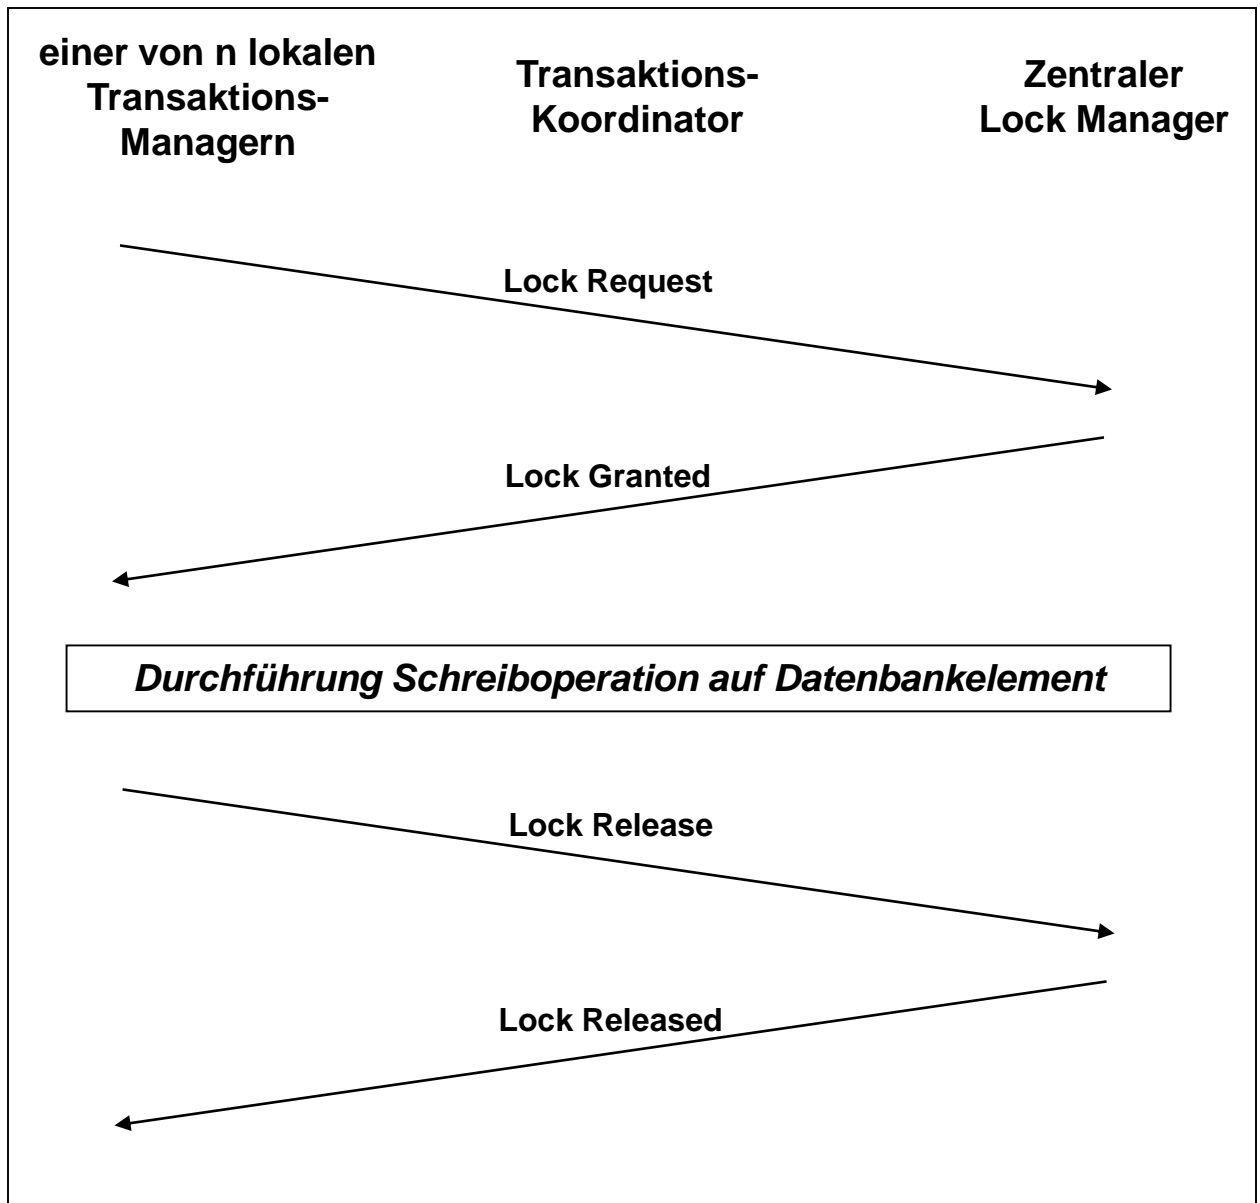 einer von n lokalen
Transaktions-
Managern
Transaktions-
Koordinator
Zentraler
Lock Manager
Lock Request
Lock Granted
Durchführung Schreiboperation auf Datenbankelement
Lock Release
Lock Released